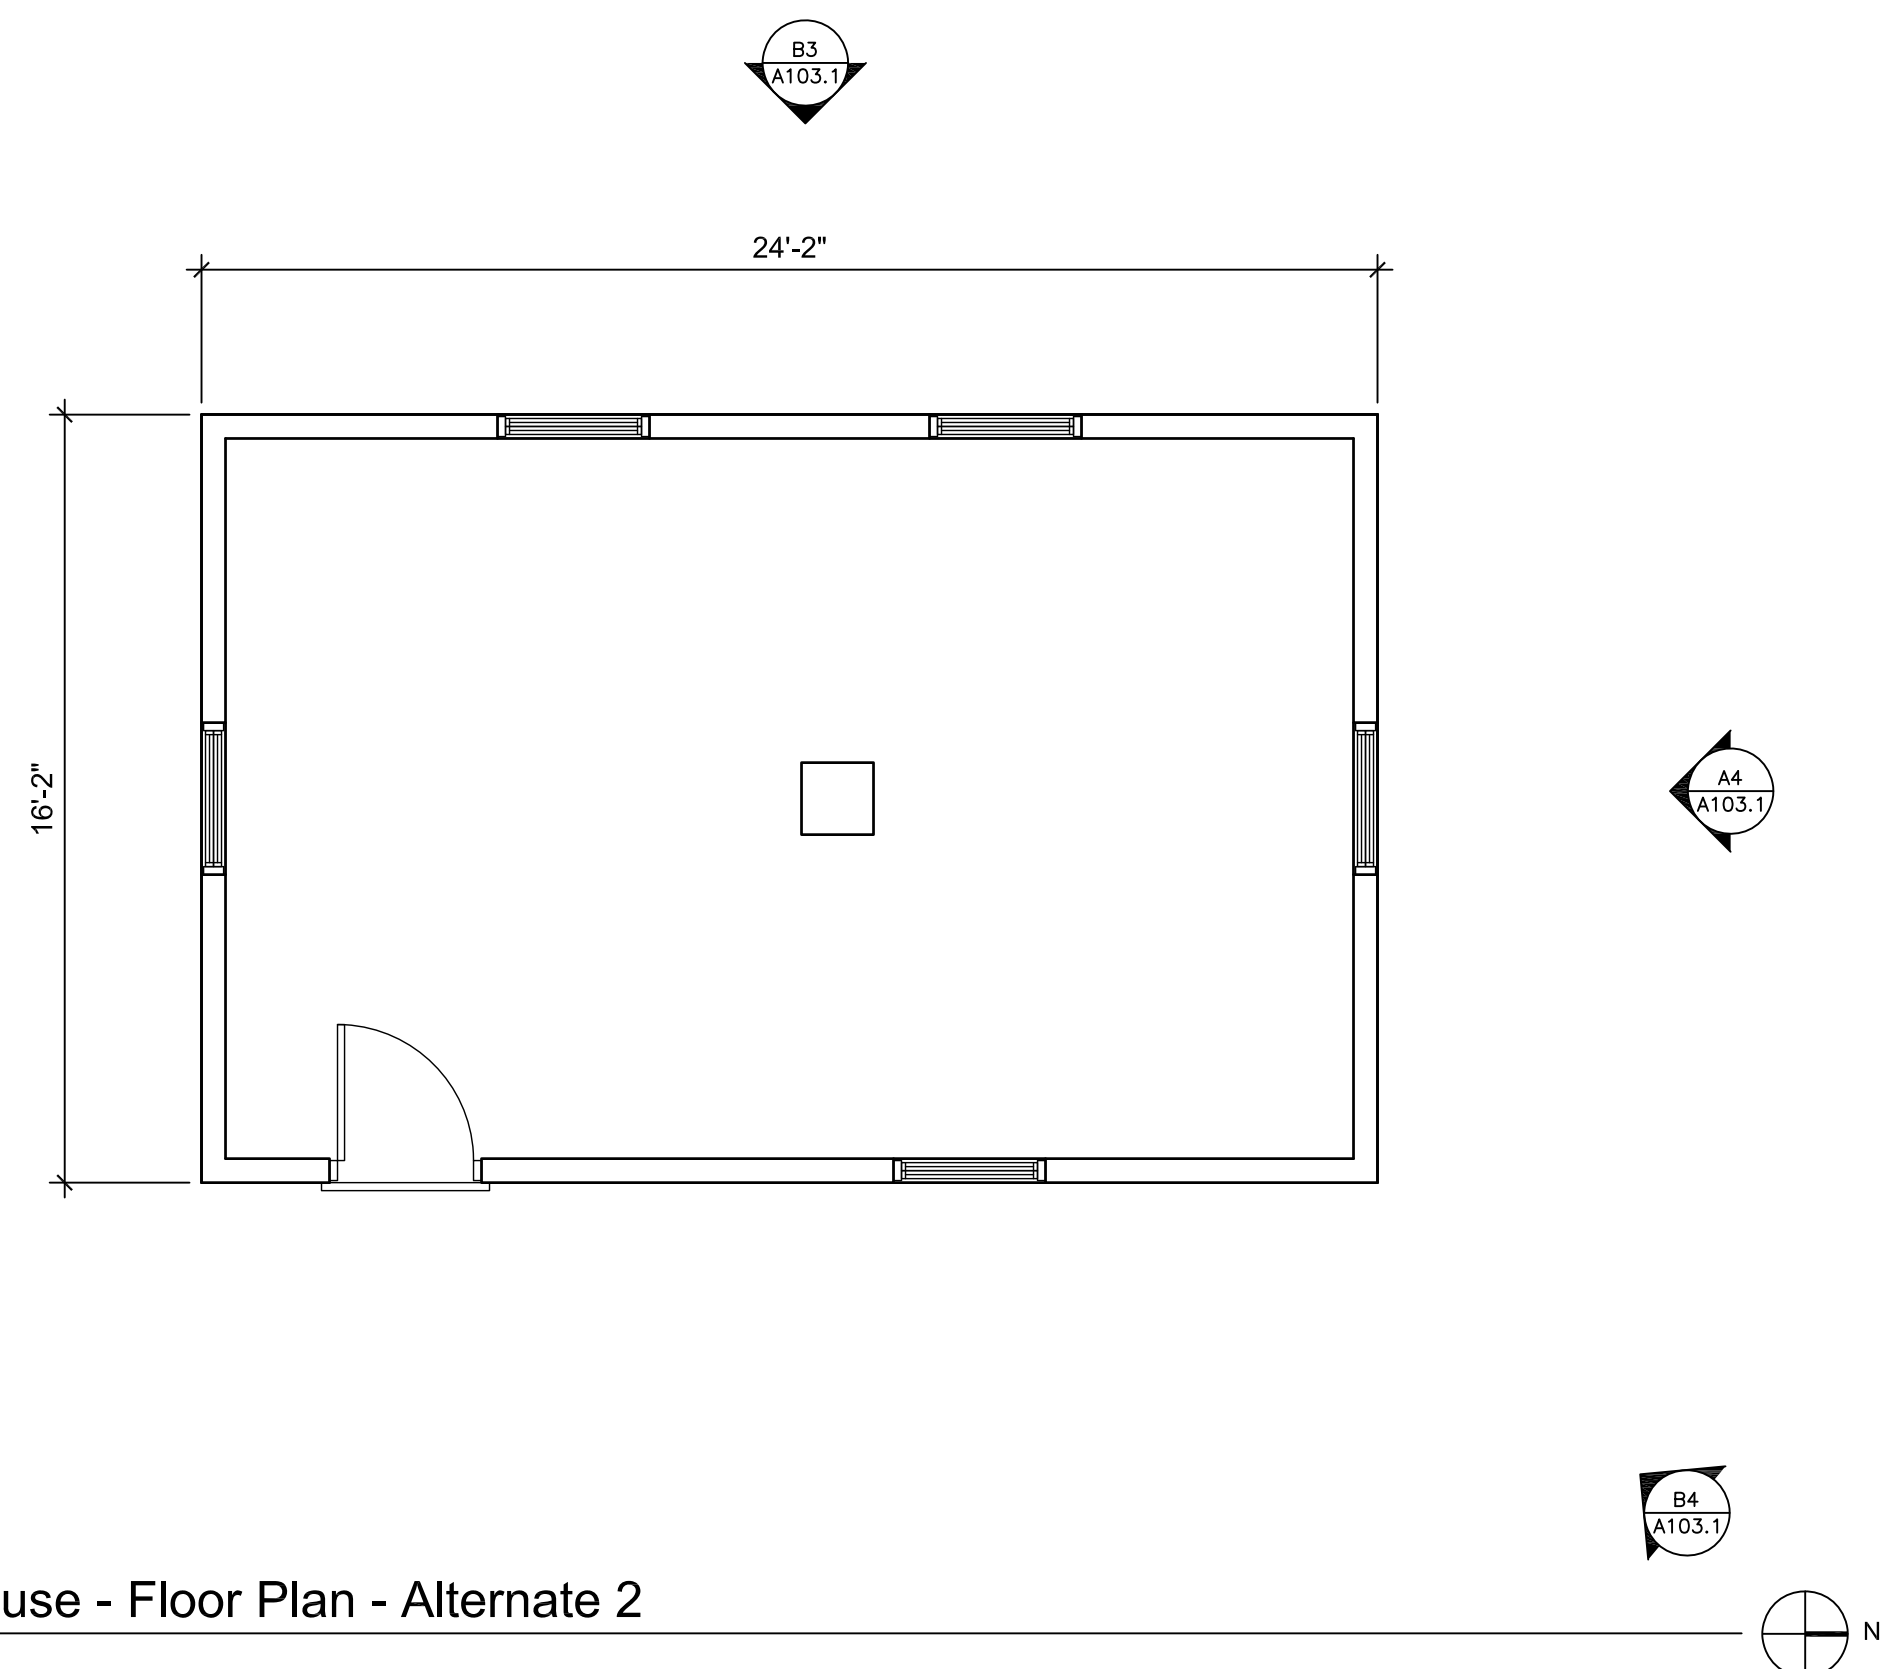 B3
A103.1
24'-2"
16'-2"
A4
A103.1
B4
A103.1
use - Floor Plan - Alternate 2
N